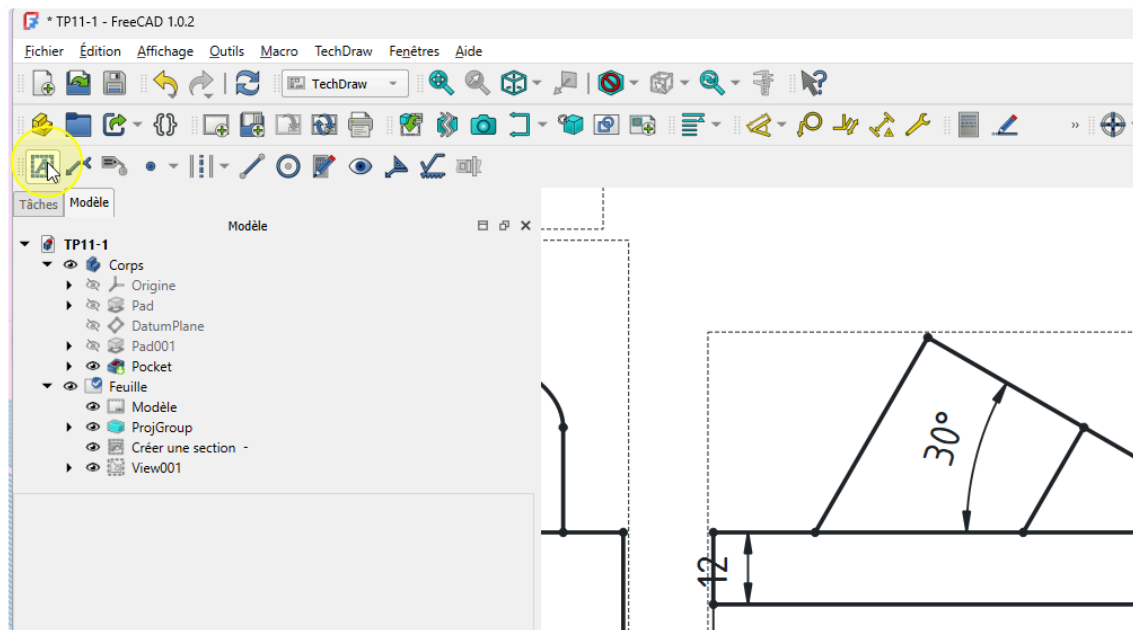 * TP11-1 - FreeCAD 1.0.2
Fichier Édition Affichage Outils Macro TechDraw Fenêtres Aide
TechDraw
»
Tâches Modèle
Modèle
TP11-1
Corps
Origine
Pad
DatumPlane
Pad001
Pocket
Feuille
Modèle
ProjGroup
Créer une section -
View001
30°
12